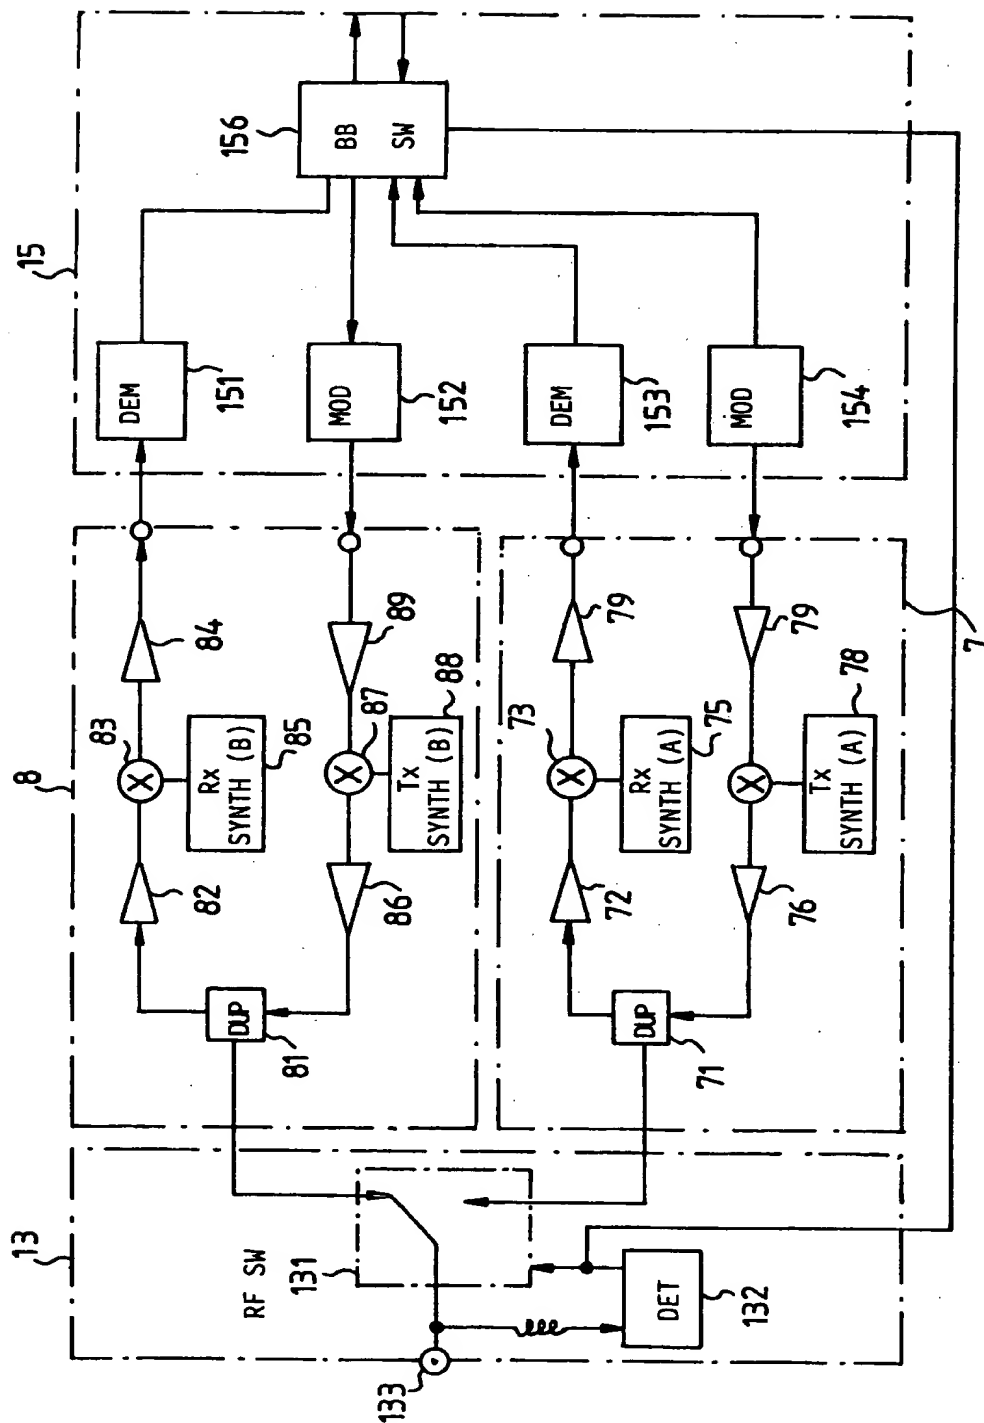 15
156
BB
SW
DEM
151
MOD
152
DEM
153
MOD
154
8
84
83
Rx
SYNTH (B)
85
82
89
87
88
Tx
SYNTH (B)
86
DUP
81
79
73
Rx
SYNTH (A)
75
72
79
78
Tx
SYNTH (A)
76
DUP
71
7
13
RF SW
131
DET
132
133